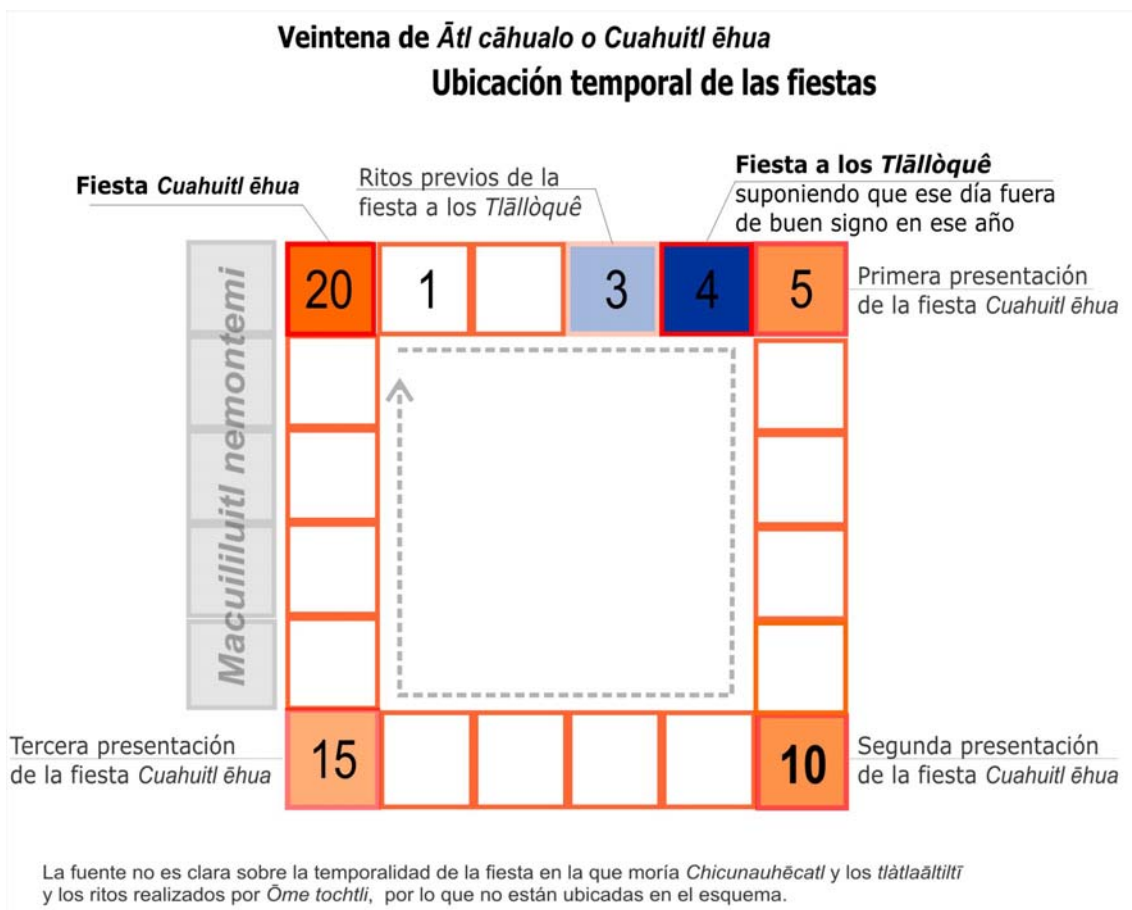 Veintena de Ātl cāhualo o Cuahuitl ēhua
Ubicación temporal de las fiestas
Fiesta Cuahuitl ēhua
Ritos previos de la
fiesta a los Tlāllòquê
Fiesta a los Tlāllòquê
suponiendo que ese día fuera
de buen signo en ese año
Macuililuitl nemontemi
20
1
3
4
5
Primera presentación
de la fiesta Cuahuitl ēhua
Tercera presentación
de la fiesta Cuahuitl ēhua
15
10
Segunda presentación
de la fiesta Cuahuitl ēhua
La fuente no es clara sobre la temporalidad de la fiesta en la que moría Chicunauhēcatl y los tlàtlaāltiltī
y los ritos realizados por Ōme tochtli, por lo que no están ubicadas en el esquema.